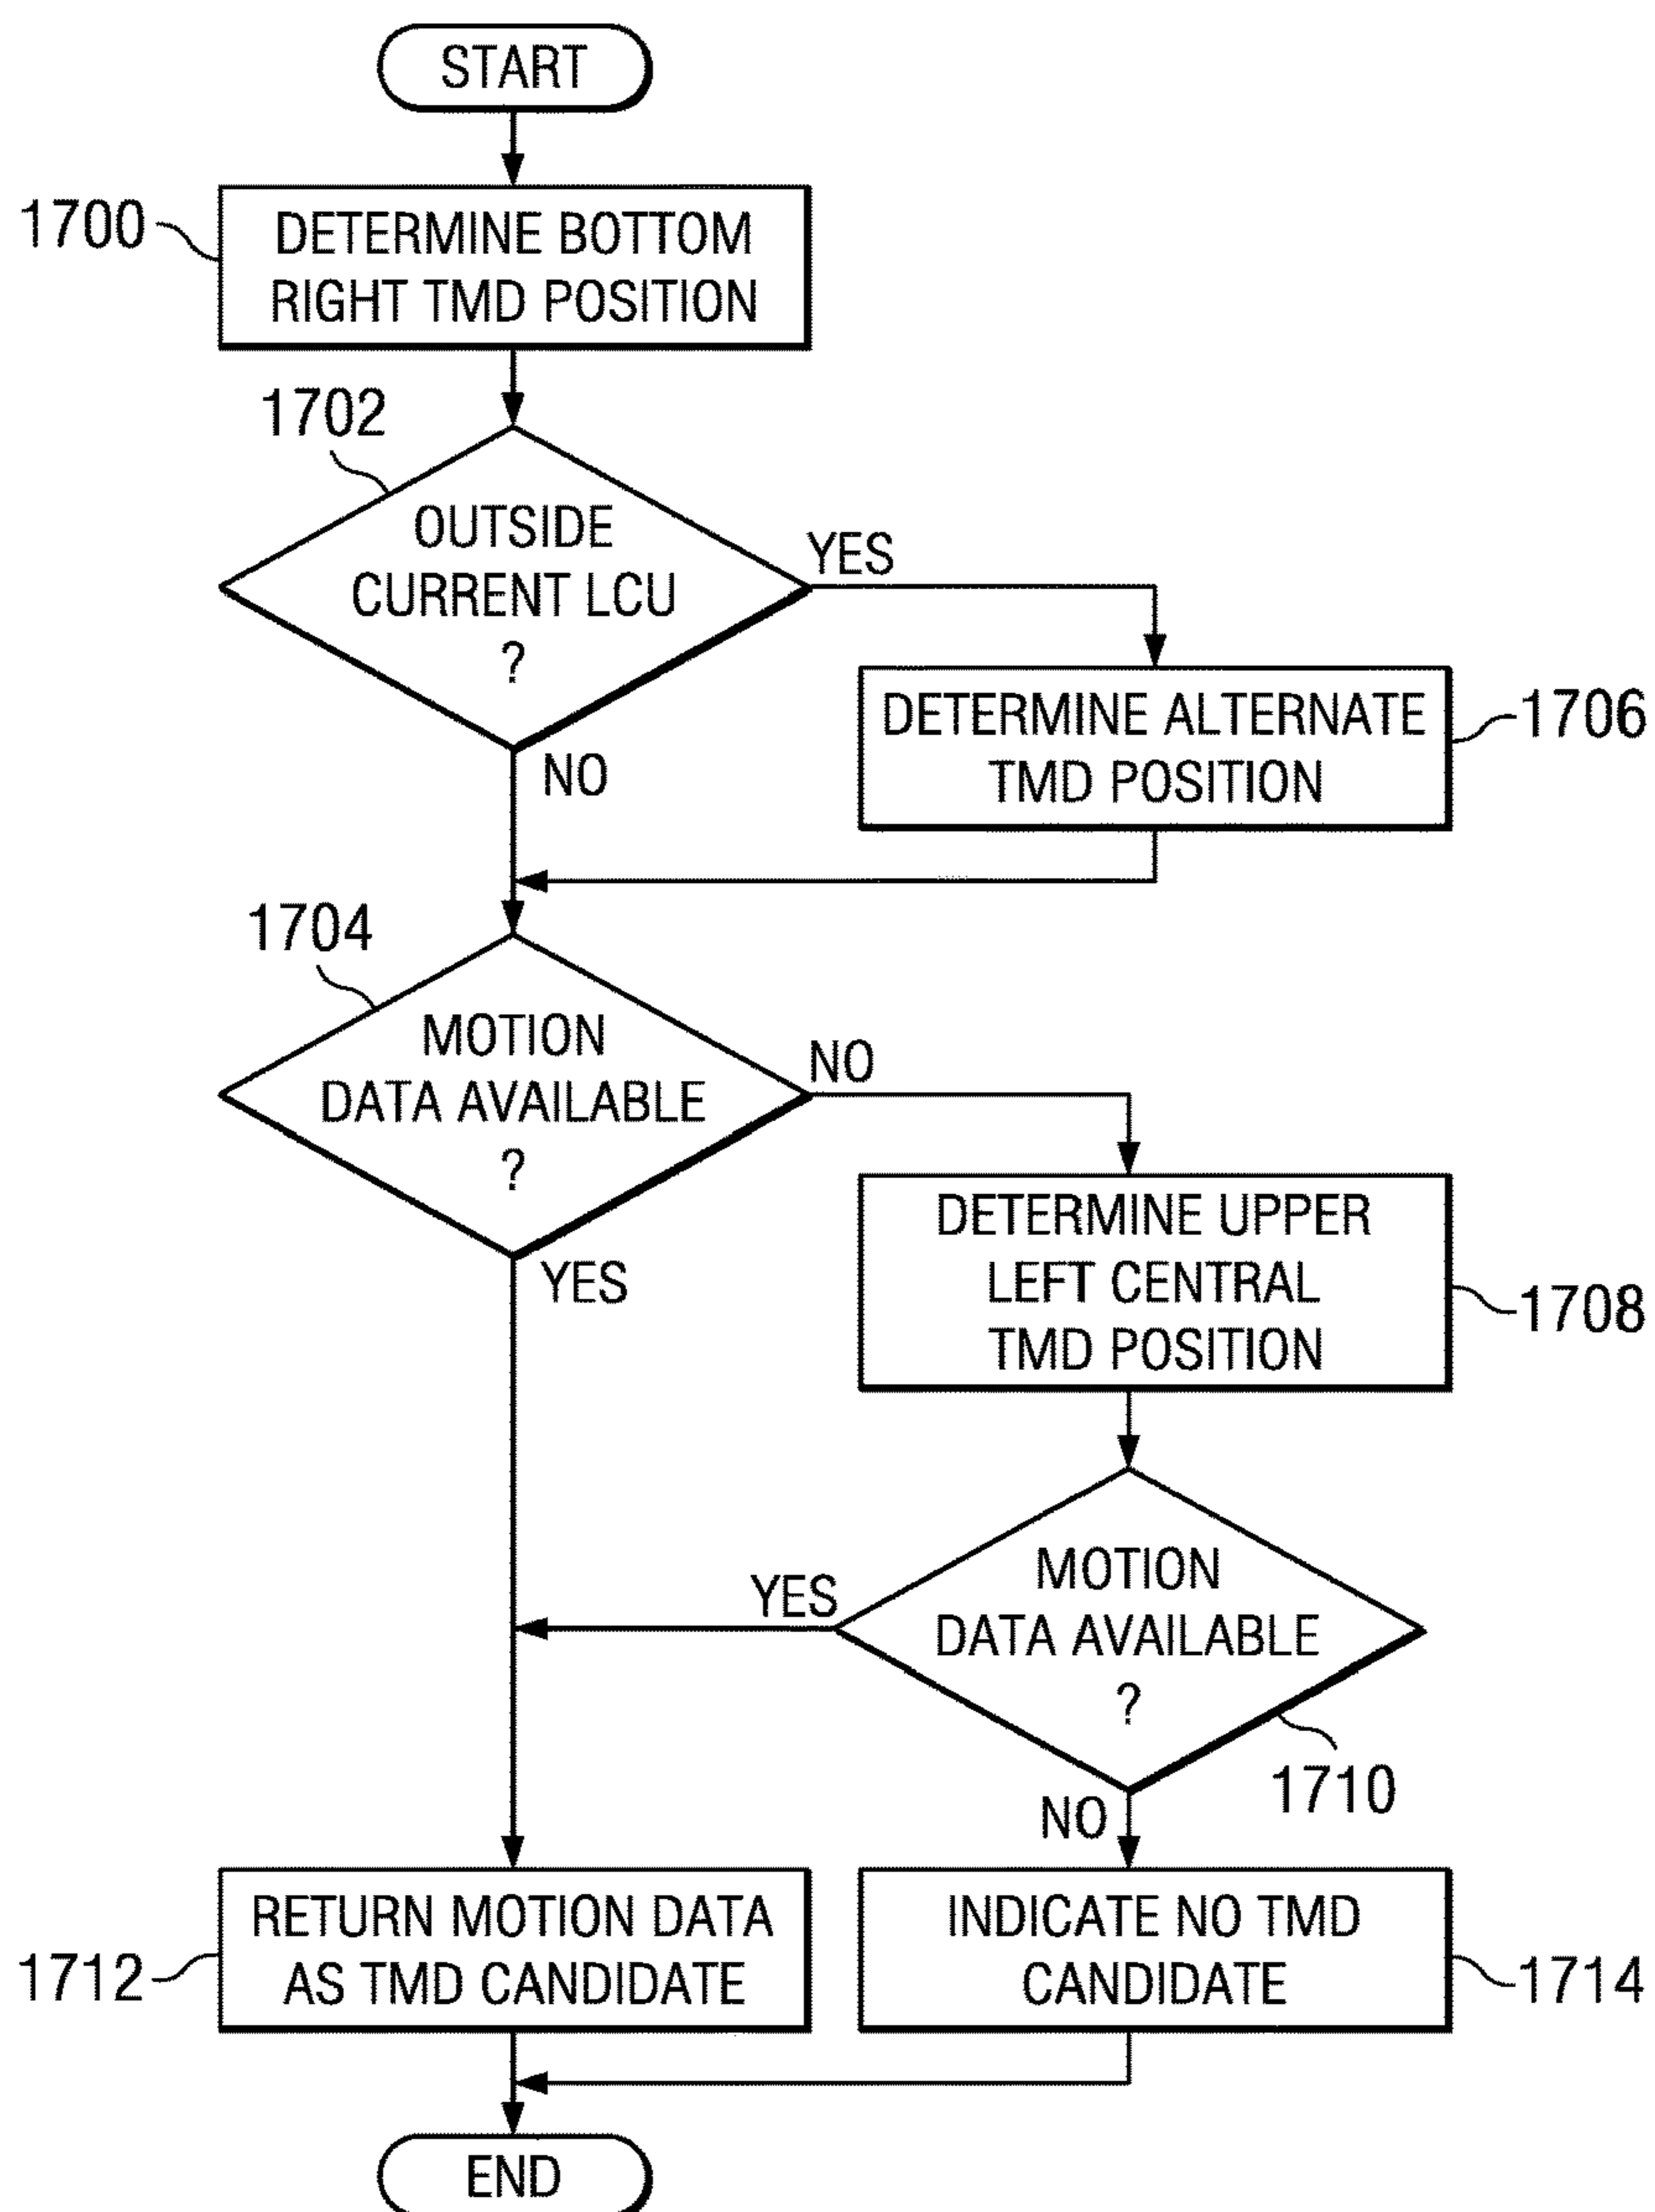 START
1700
DETERMINE BOTTOM
RIGHT TMD POSITION
1702
OUTSIDE
CURRENT LCU
?
YES
NO
DETERMINE ALTERNATE
TMD POSITION
1706
1704
MOTION
DATA AVAILABLE
?
NO
YES
DETERMINE UPPER
LEFT CENTRAL
TMD POSITION
1708
MOTION
DATA AVAILABLE
?
YES
1710
NO
RETURN MOTION DATA
AS TMD CANDIDATE
1712
INDICATE NO TMD
CANDIDATE
1714
END